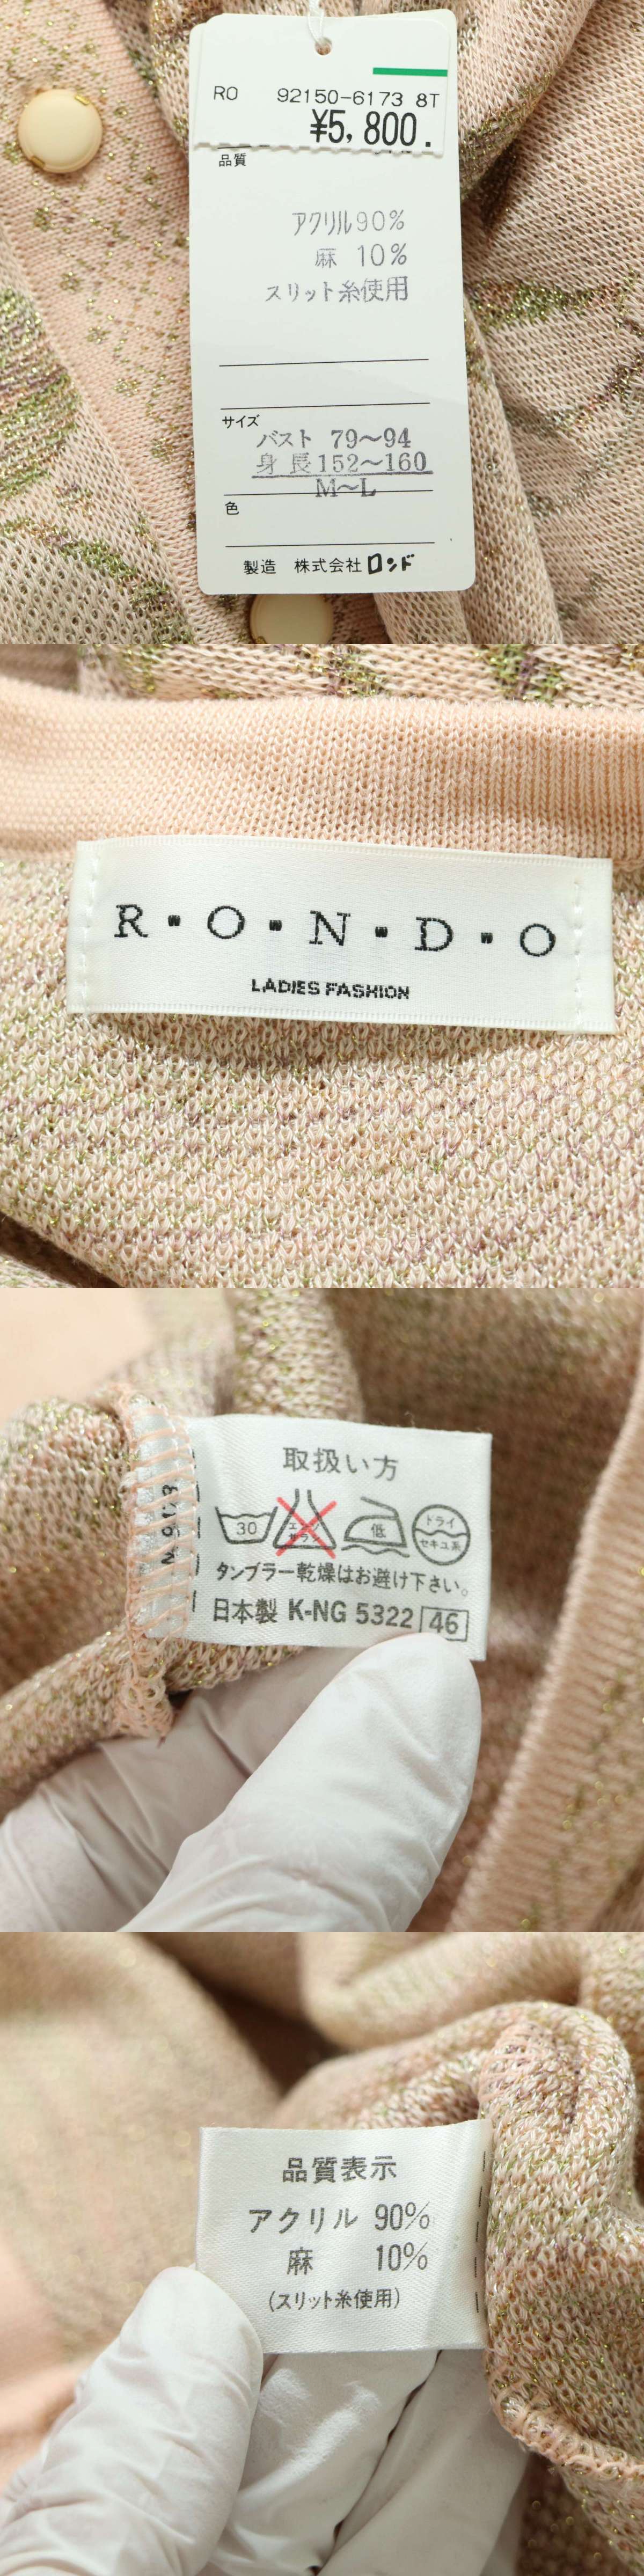 RO 92150-6173 8T
¥5,800.
品質
アクリル90%
麻 10%
スリット糸使用
サイズ
バスト 79〜94
身長152〜160
M〜L
色
製造 株式会社ロンド
R・O・N・D・O
LADIES FASHION
取扱い方
30
低
ドライ
セキユ系
タンブラー乾燥はお避け下さい。
日本製 K-NG 5322 46
品質表示
アクリル 90%
麻 10%
(スリット糸使用)